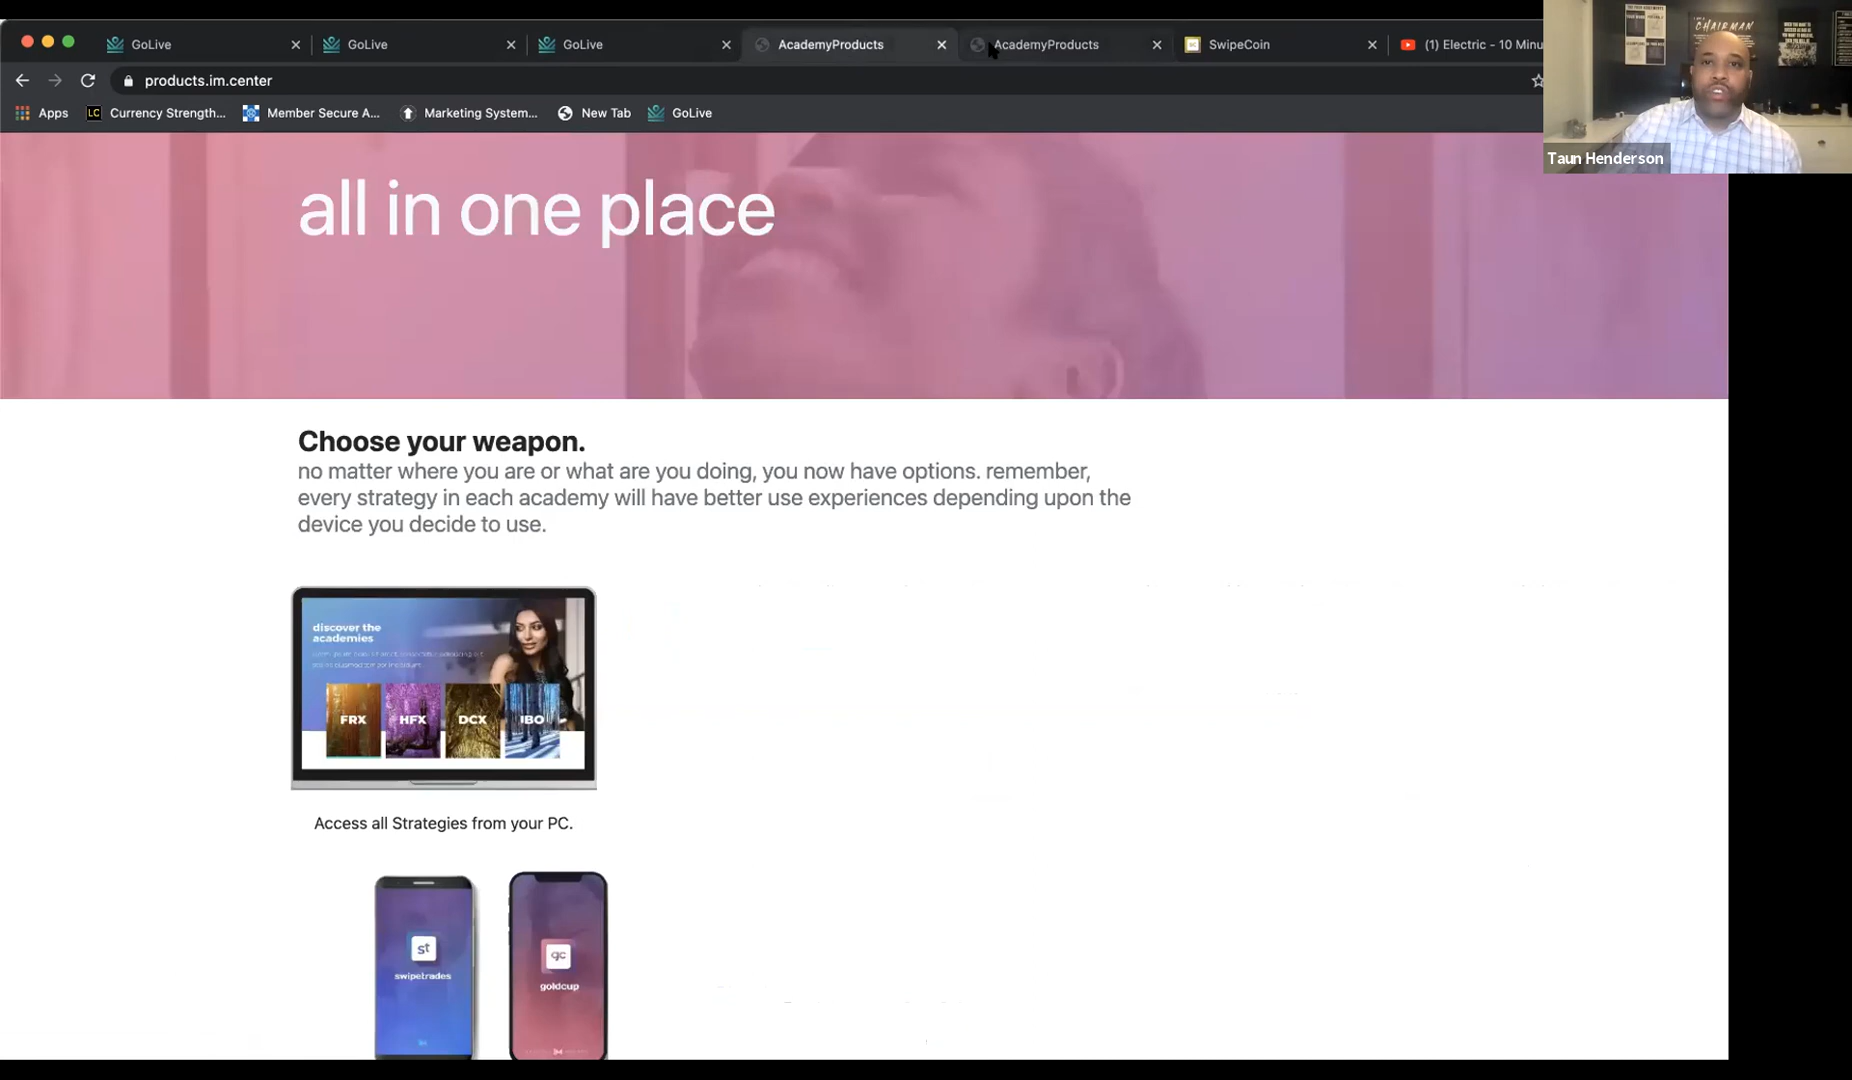 GoLive
GoLive
GoLive
AcademyProducts
AcademyProducts
SwipeCoin
(1) Electric - 10 Minu
products.im.center
Apps
LC
Currency Strength...
Member Secure A...
Marketing System...
New Tab
GoLive
CHAIRMAN
Taun Henderson
all in one place
Choose your weapon.
no matter where you are or what are you doing, you now have options. remember,
every strategy in each academy will have better use experiences depending upon the
device you decide to use.
discover the
academies
FRX
HFX
DCX
IBO
Access all Strategies from your PC.
st
swipetrades
gc
goldcup